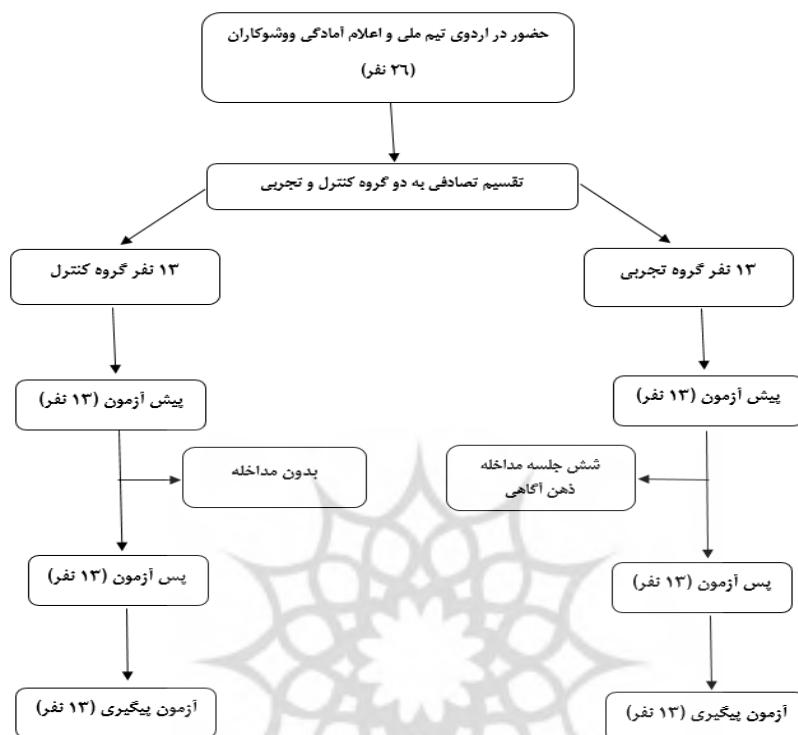 حضور در اردوی تیم ملی و اعلام آمادگی ووشوکاران
(۲۶ نفر)
تقسیم تصادفی به دو گروه کنترل و تجربی
۱۳ نفر گروه تجربی
۱۳ نفر گروه کنترل
پیش آزمون (۱۳ نفر)
پیش آزمون (۱۳ نفر)
شش جلسه مداخله
ذهن آگاهی
بدون مداخله
پس آزمون (۱۳ نفر)
پس آزمون (۱۳ نفر)
آزمون پیگیری (۱۳ نفر)
آزمون پیگیری (۱۳ نفر)